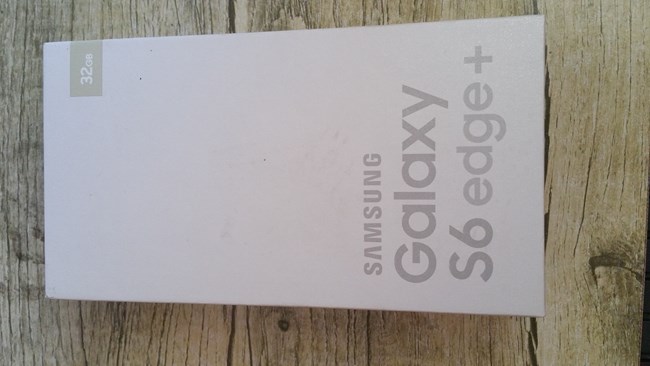 32GB
SAMSUNG
Galaxy
S6 edge+